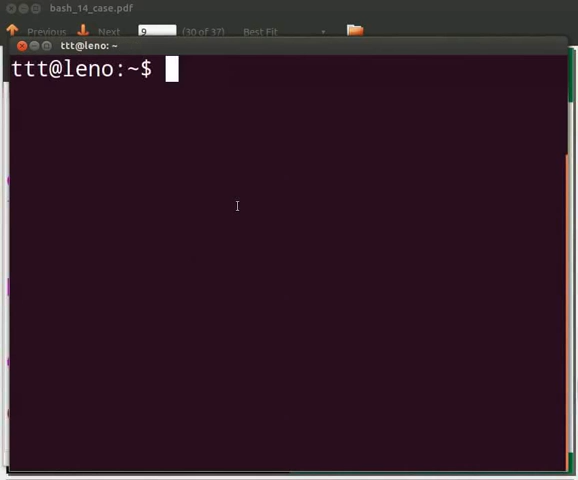 bash_14_case.pdf
Previous Next 9 (30 of 37) Best Fit
ttt@leno: ~
ttt@leno:~$